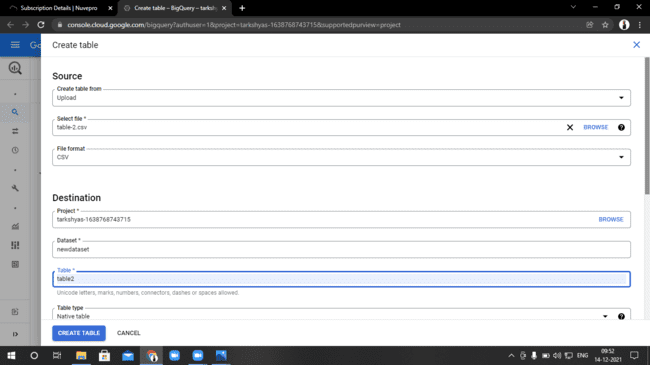 Subscription Details | Nuvepro
Create table – BigQuery – tarksh
console.cloud.google.com/bigquery?authuser=1&project=tarkshyas-1638768743715&supportedpurview=project
Create table
Source
Create table from
Upload
Select file *
table-2.csv
BROWSE
File format
CSV
Destination
Project *
tarkshyas-1638768743715
BROWSE
Dataset *
newdataset
Table *
table2
Unicode letters, marks, numbers, connectors, dashes or spaces allowed.
Table type
Native table
CREATE TABLE
CANCEL
ENG
09:52
14-12-2021